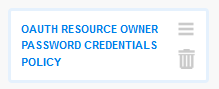 OAUTH RESOURCE OWNER
PASSWORD CREDENTIALS
POLICY